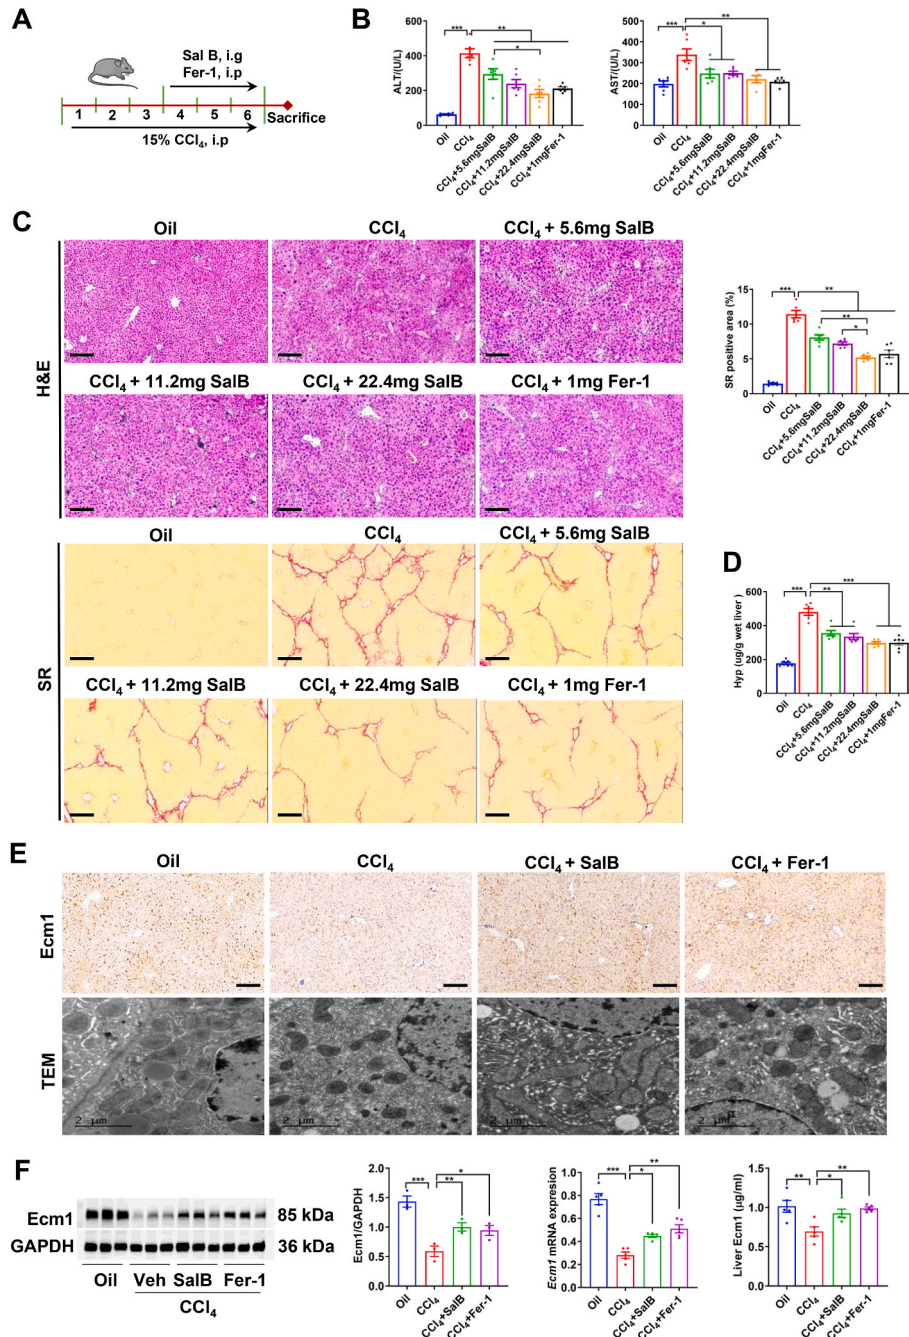 A
Sal B, i.g
Fer-1, i.p
1 2 3 4 5 6
Sacrifice
15% CCl₄, i.p
B
ALT/(U/L)
600
400
200
0
***
**
*
Oil
CCl₄
CCl₄+5.6mgSalB
CCl₄+11.2mgSalB
CCl₄+22.4mgSalB
CCl₄+1mgFer-1
AST/(U/L)
500
400
300
200
100
0
***
*
**
Oil
CCl₄
CCl₄+5.6mgSalB
CCl₄+11.2mgSalB
CCl₄+22.4mgSalB
CCl₄+1mgFer-1
C
H&E
Oil
CCl₄
CCl₄ + 5.6mg SalB
CCl₄ + 11.2mg SalB
CCl₄ + 22.4mg SalB
CCl₄ + 1mg Fer-1
SR
Oil
CCl₄
CCl₄ + 5.6mg SalB
CCl₄ + 11.2mg SalB
CCl₄ + 22.4mg SalB
CCl₄ + 1mg Fer-1
SR positive area (%)
15
10
5
0
***
**
**
*
Oil
CCl₄
CCl₄+5.6mgSalB
CCl₄+11.2mgSalB
CCl₄+22.4mgSalB
CCl₄+1mgFer-1
D
Hyp (ug/g wet liver )
600
400
200
0
***
**
***
Oil
CCl₄
CCl₄+5.6mgSalB
CCl₄+11.2mgSalB
CCl₄+22.4mgSalB
CCl₄+1mgFer-1
E
Oil
CCl₄
CCl₄ + SalB
CCl₄ + Fer-1
Ecm1
TEM
2 μm
2 μm
2 μm
2 μm
F
Ecm1
85 kDa
GAPDH
36 kDa
Oil Veh SalB Fer-1
CCl₄
Ecm1/GAPDH
2.0
1.5
1.0
0.5
0.0
***
**
*
Oil
CCl₄
CCl₄+SalB
CCl₄+Fer-1
Ecm1 mRNA expresion
1.0
0.8
0.6
0.4
0.2
0.0
***
*
**
Oil
CCl₄
CCl₄+SalB
CCl₄+Fer-1
Liver Ecm1 (μg/ml)
1.5
1.0
0.5
0.0
**
*
**
Oil
CCl₄
CCl₄+SalB
CCl₄+Fer-1